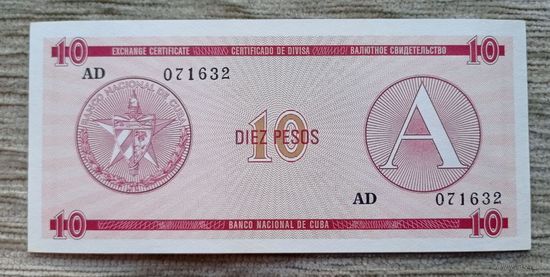 10 EXCHANGE CERTIFICATE CERTIFICADO DE DIVISA ВАЛЮТНОЕ СВИДЕТЕЛЬСТВО 10
AD 071632
BANCO NACIONAL DE CUBA
10
DIEZ PESOS
A
AD 071632
10 BANCO NACIONAL DE CUBA 10